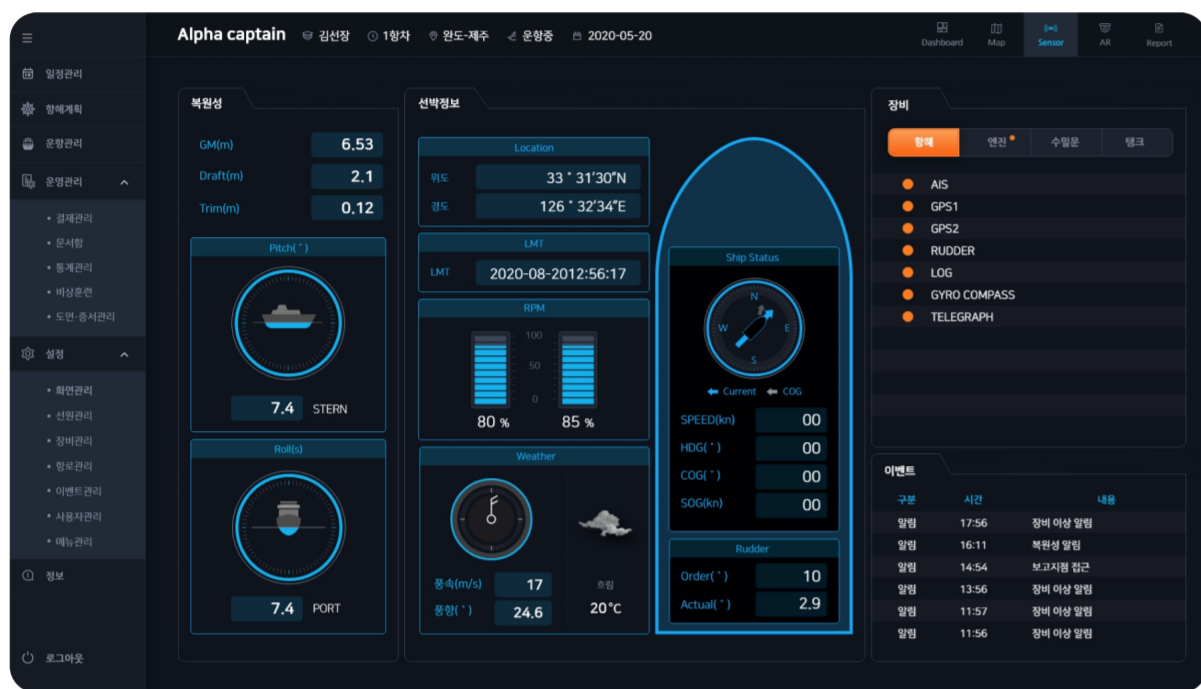 Alpha captain 김선장 1항차 완도-제주 운항중 2020-05-20
Dashboard Map Sensor AR Report
일정관리
항해계획
운항관리
운영관리
• 결재관리
• 문서함
• 통계관리
• 비상훈련
• 도면·증서관리
설정
• 화면관리
• 선원관리
• 장비관리
• 항로관리
• 이벤트관리
• 사용자관리
• 메뉴관리
정보
로그아웃
복원성
GM(m) 6.53
Draft(m) 2.1
Trim(m) 0.12
Pitch(˚)
7.4 STERN
Roll(s)
7.4 PORT
선박정보
Location
위도 33 ˚ 31′30″N
경도 126 ˚ 32′34″E
LMT
LMT 2020-08-2012:56:17
RPM
100
50
0
80 % 85 %
Weather
풍속(m/s) 17
풍향(˚) 24.6
흐림
20°C
Ship Status
N
W E
S
Current COG
SPEED(kn) 00
HDG(˚) 00
COG(˚) 00
SOG(kn) 00
Rudder
Order(˚) 10
Actual(˚) 2.9
장비
항해 엔진 수밀문 탱크
AIS
GPS1
GPS2
RUDDER
LOG
GYRO COMPASS
TELEGRAPH
이벤트
구분 시간 내용
알림 17:56 장비 이상 알림
알림 16:11 복원성 알림
알림 14:54 보고지점 접근
알림 13:56 장비 이상 알림
알림 11:57 장비 이상 알림
알림 11:56 장비 이상 알림